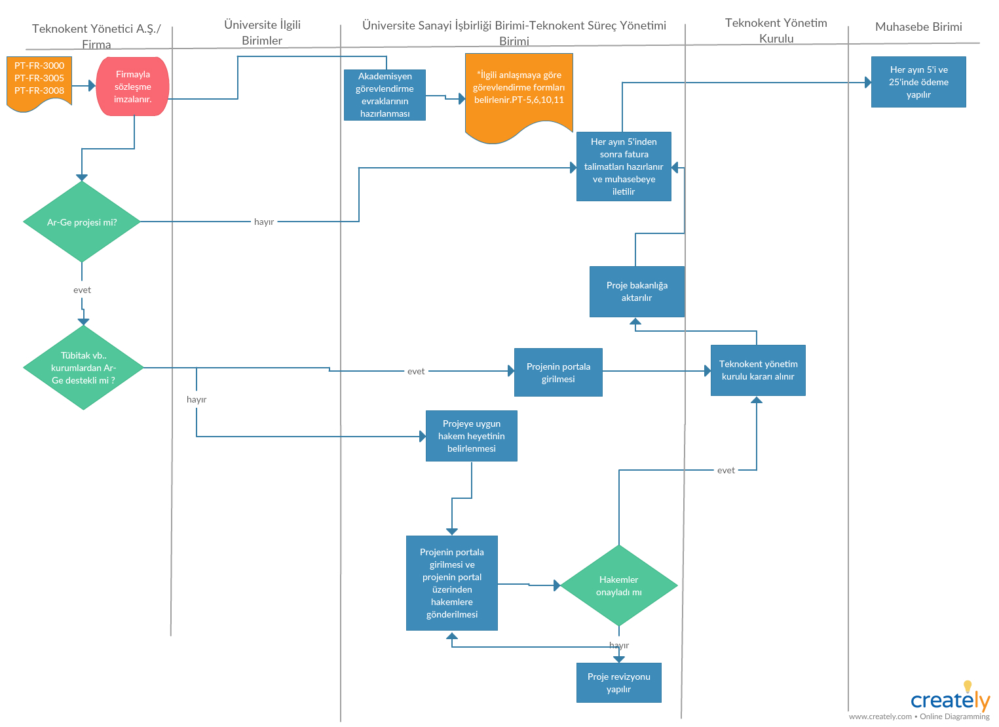 Teknokent Yönetici A.Ş./
Firma
Üniversite İlgili
Birimler
Üniversite Sanayi İşbirliği Birimi-Teknokent Süreç Yönetimi
Birimi
Teknokent Yönetim
Kurulu
Muhasebe Birimi
PT-FR-3000
PT-FR-3005
PT-FR-3008
Firmayla
sözleşme
imzalanır.
Akademisyen
görevlendirme
evraklarının
hazırlanması
*İlgili anlaşmaya göre
görevlendirme formları
belirlenir.PT-5,6,10,11
Her ayın 5'i ve
25'inde ödeme
yapılır
Her ayın 5'inden
sonra fatura
talimatları hazırlanır
ve muhasebeye
iletilir
Ar-Ge projesi mi?
hayır
evet
Proje bakanlığa
aktarılır
Tübitak vb..
kurumlardan Ar-
Ge destekli mi ?
evet
hayır
Projenin portala
girilmesi
Teknokent yönetim
kurulu kararı alınır
Projeye uygun
hakem heyetinin
belirlenmesi
evet
Projenin portala
girilmesi ve
projenin portal
üzerinden
hakemlere
gönderilmesi
Hakemler
onayladı mı
hayır
Proje revizyonu
yapılır
creately
www.creately.com • Online Diagramming